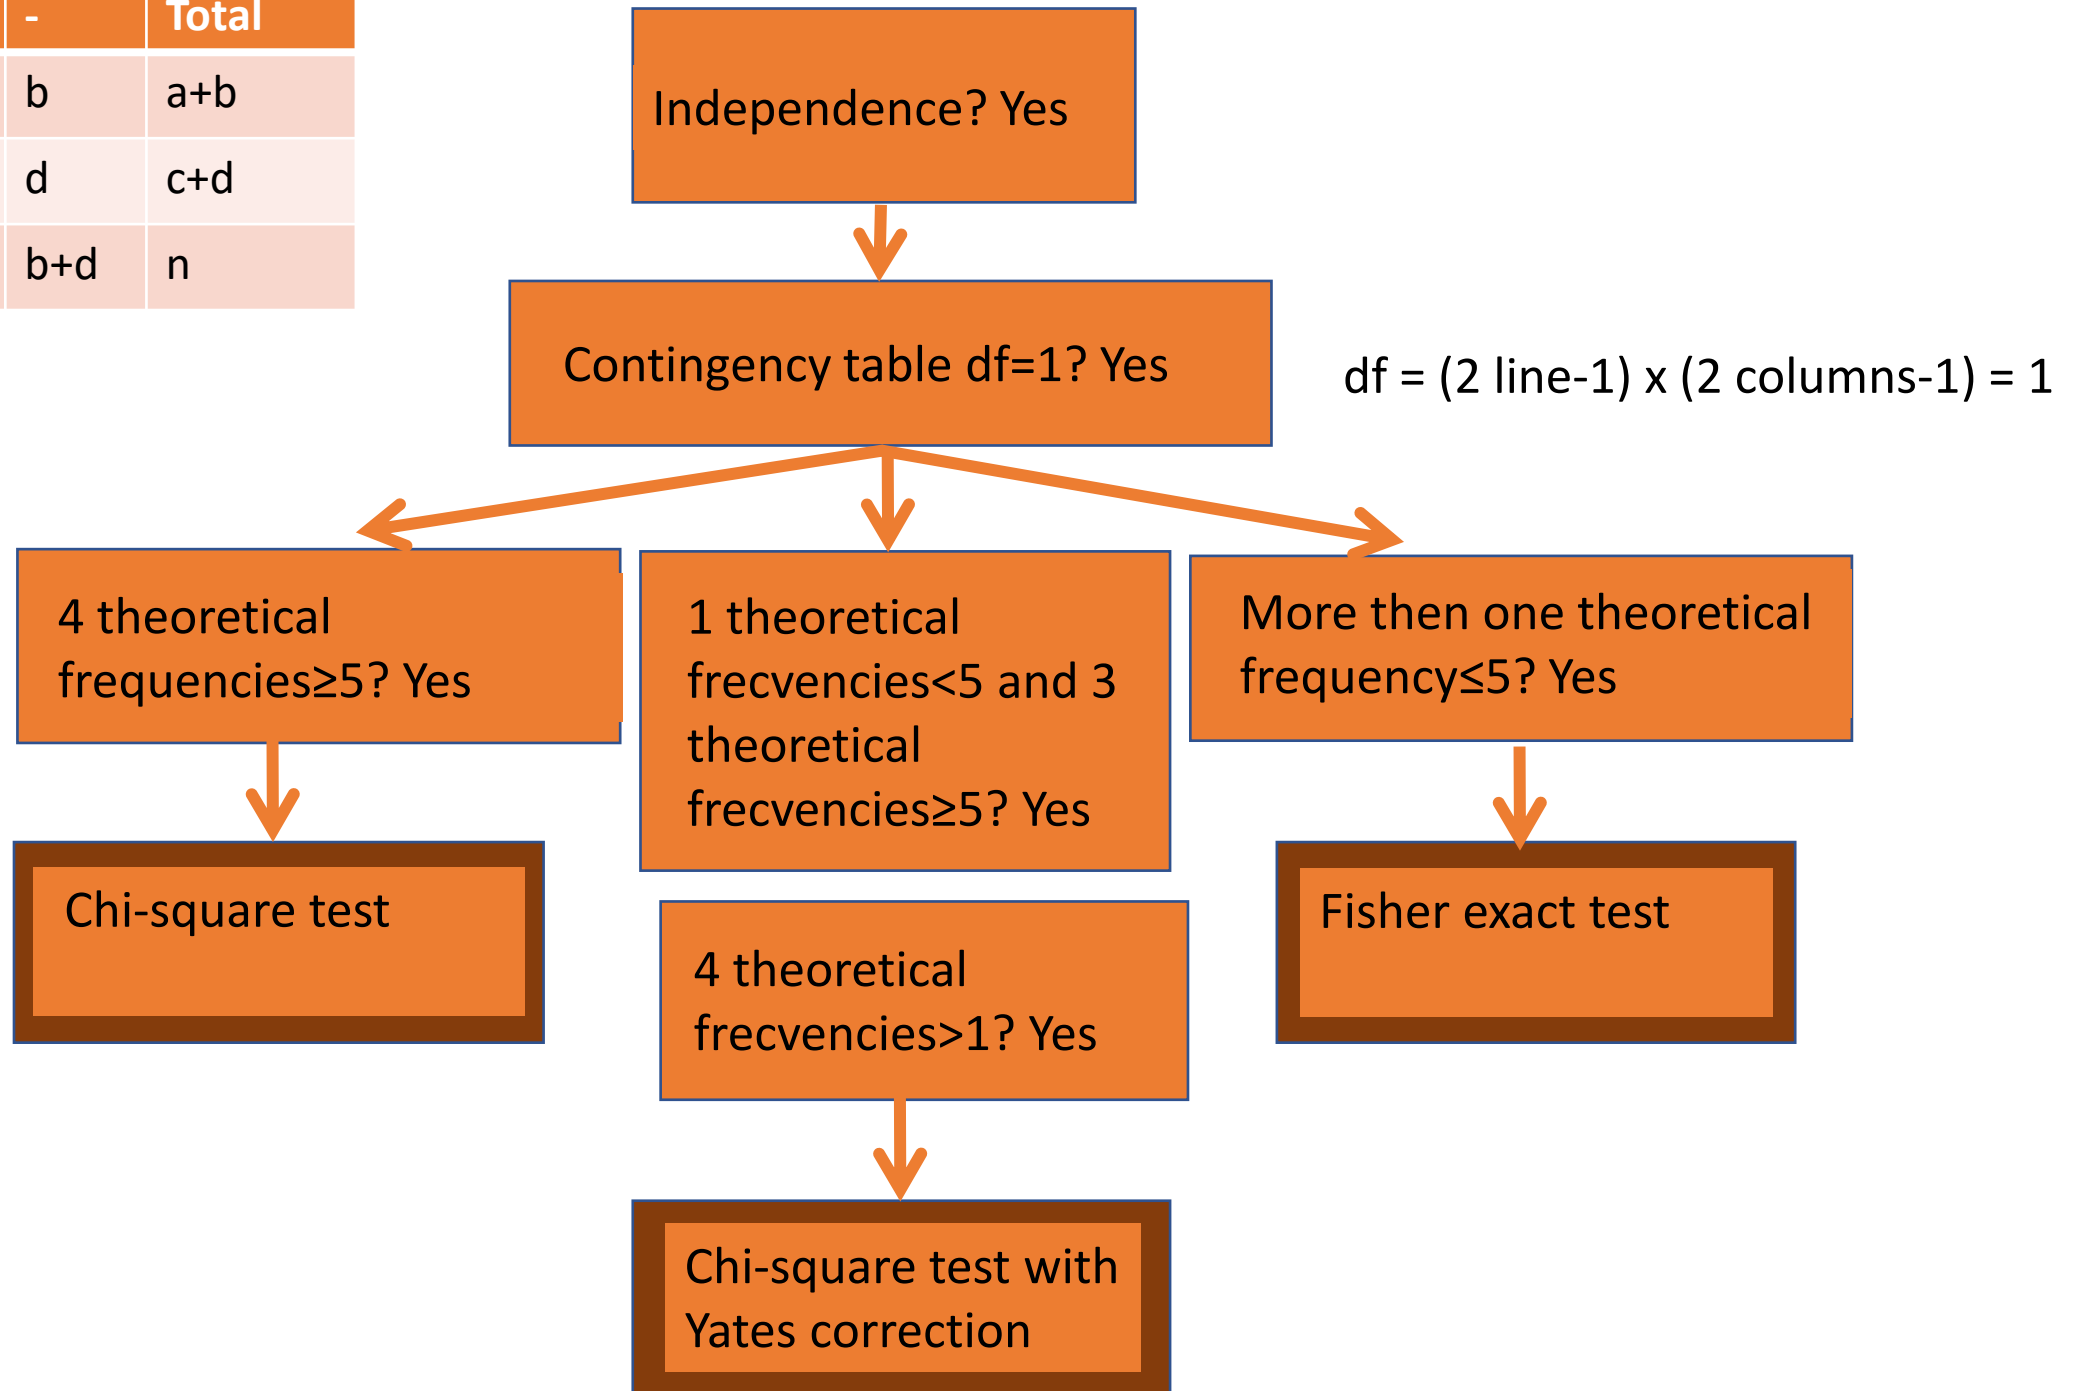 - Total
b a+b
d c+d
b+d n
Independence? Yes
Contingency table df=1? Yes
df = (2 line-1) x (2 columns-1) = 1
4 theoretical
frequencies≥5? Yes
1 theoretical
frecvencies<5 and 3
theoretical
frecvencies≥5? Yes
More then one theoretical
frequency≤5? Yes
Chi-square test
4 theoretical
frecvencies>1? Yes
Fisher exact test
Chi-square test with
Yates correction